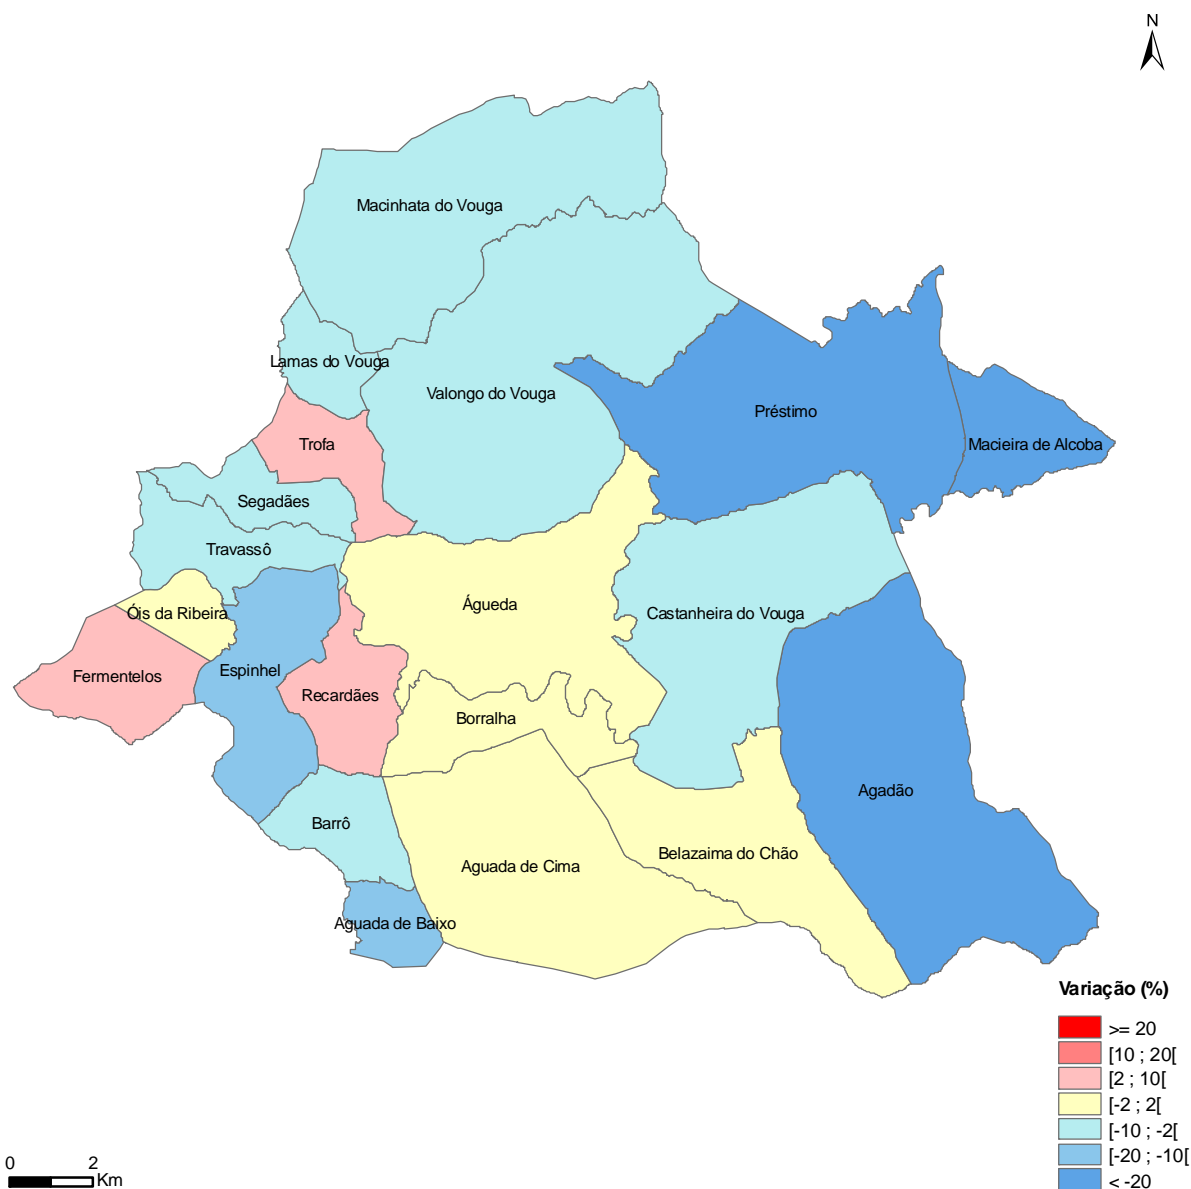 N
Macinhata do Vouga
Lamas do Vouga
Valongo do Vouga
Préstimo
Trofa
Macieira de Alcoba
Segadães
Travassô
Águeda
Óis da Ribeira
Castanheira do Vouga
Espinhel
Fermentelos
Recardães
Borralha
Agadão
Barrô
Belazaima do Chão
Aguada de Cima
Aguada de Baixo
Variação (%)
>= 20
[10 ; 20[
[2 ; 10[
[-2 ; 2[
[-10 ; -2[
[-20 ; -10[
< -20
0 2
Km